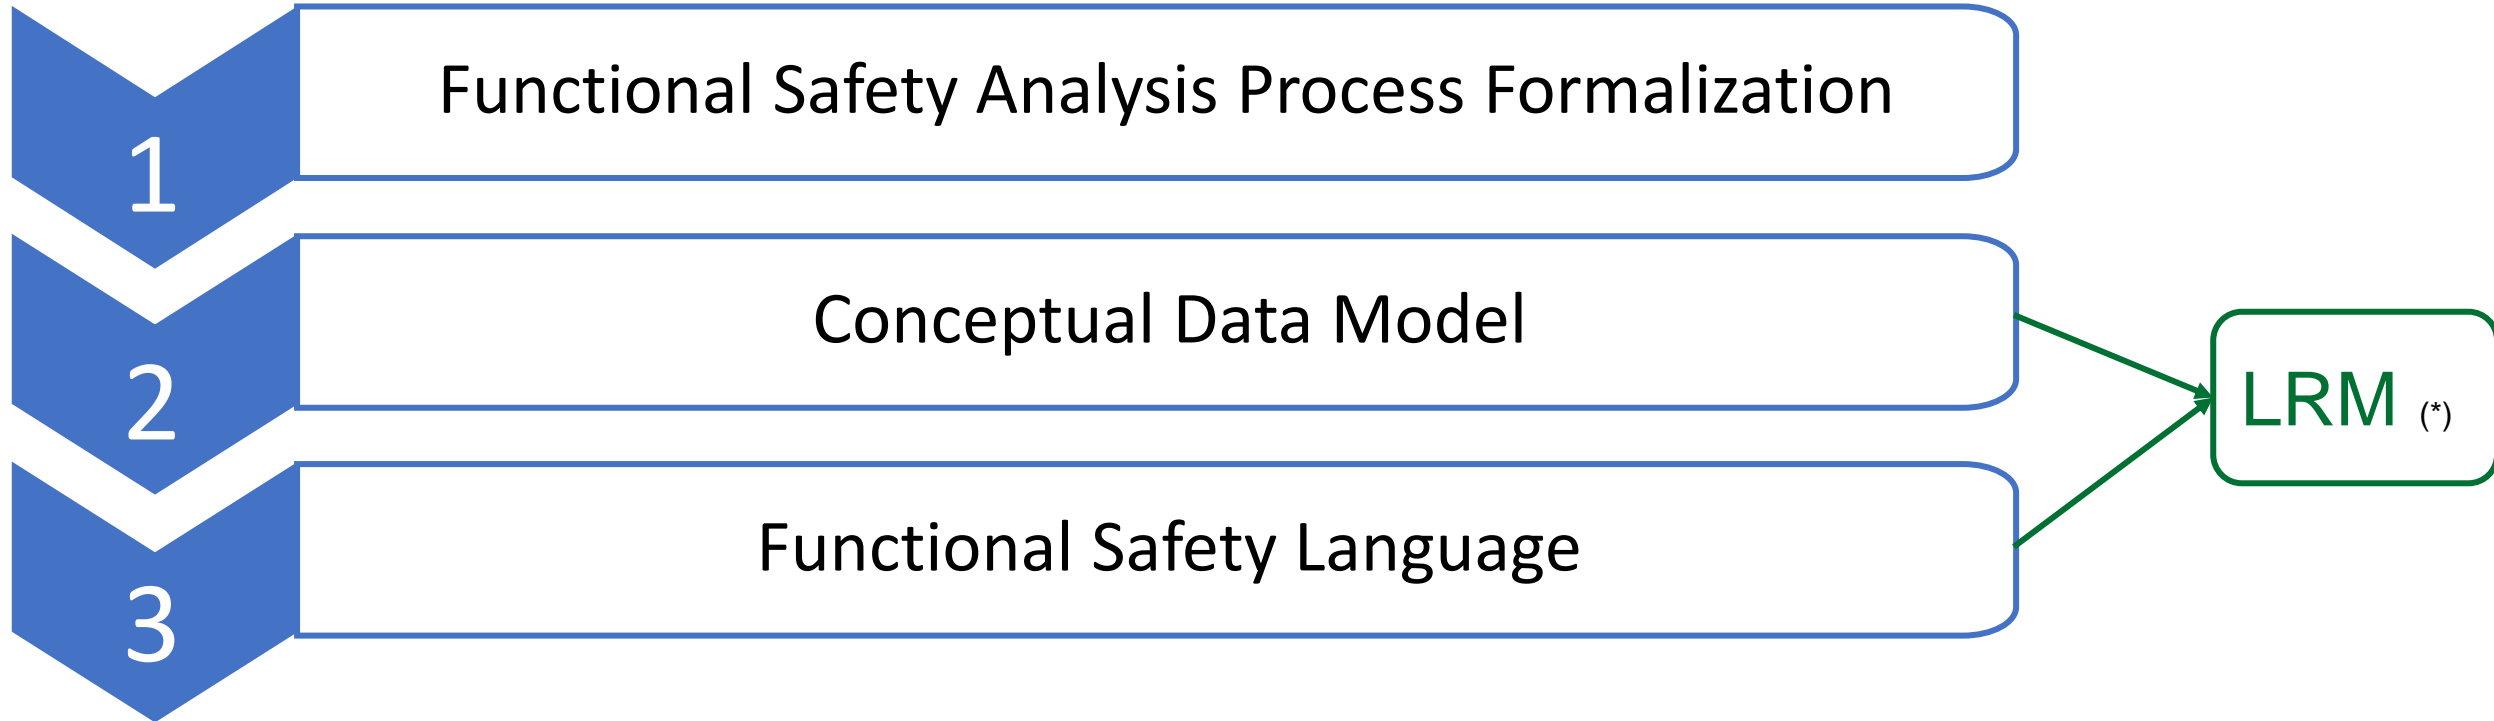 1
Functional Safety Analysis Process Formalization
2
Conceptual Data Model
LRM (*)
3
Functional Safety Language